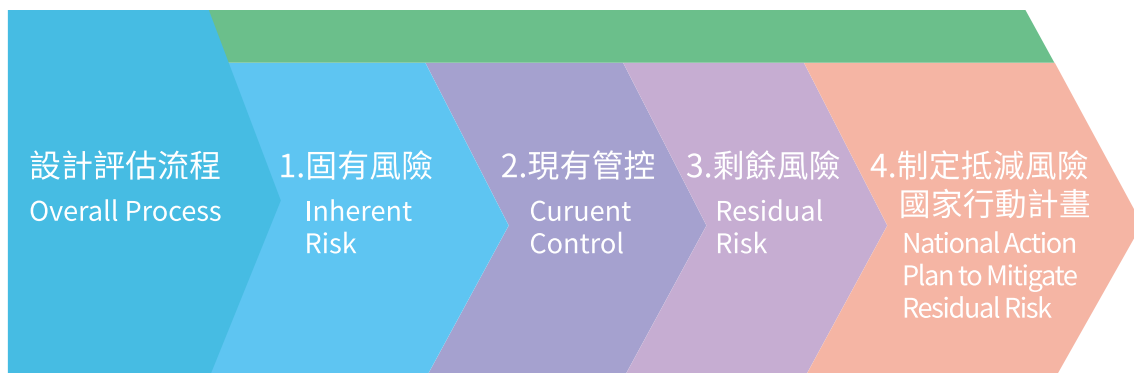 設計評估流程
Overall Process
1.固有風險
Inherent
Risk
2.現有管控
Curuent
Control
3.剩餘風險
Residual
Risk
4.制定抵減風險
國家行動計畫
National Action
Plan to Mitigate
Residual Risk